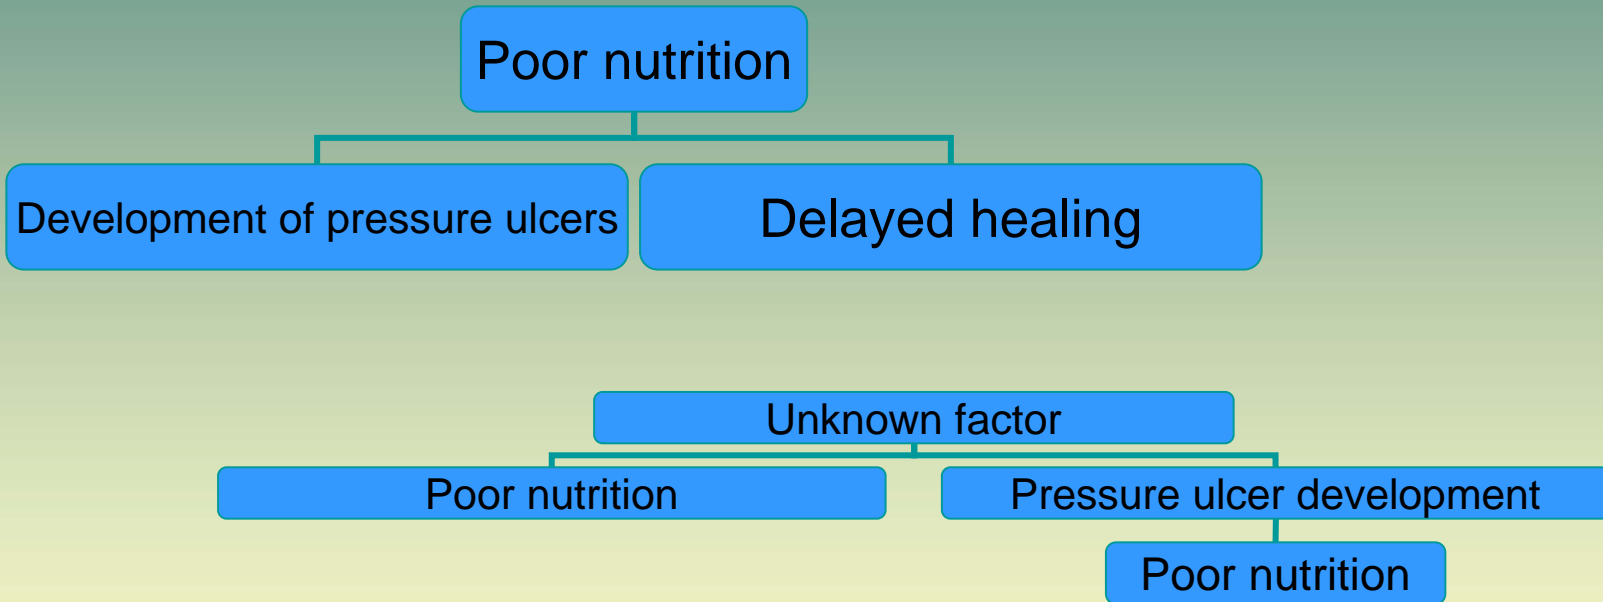 Poor nutrition
Development of pressure ulcers
Delayed healing
Unknown factor
Poor nutrition
Pressure ulcer development
Poor nutrition